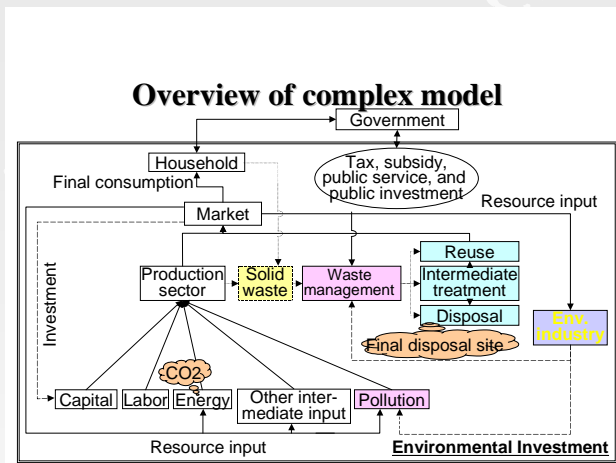 Overview of complex model
Government
Household
Tax, subsidy,
public service, and
public investment
Final consumption
Resource input
Market
Investment
Production
sector
Solid
waste
Waste
management
Reuse
Intermediate
treatment
Disposal
Env.
industry
Final disposal site
CO2
Capital
Labor
Energy
Other inter-
mediate input
Pollution
Resource input
Environmental Investment